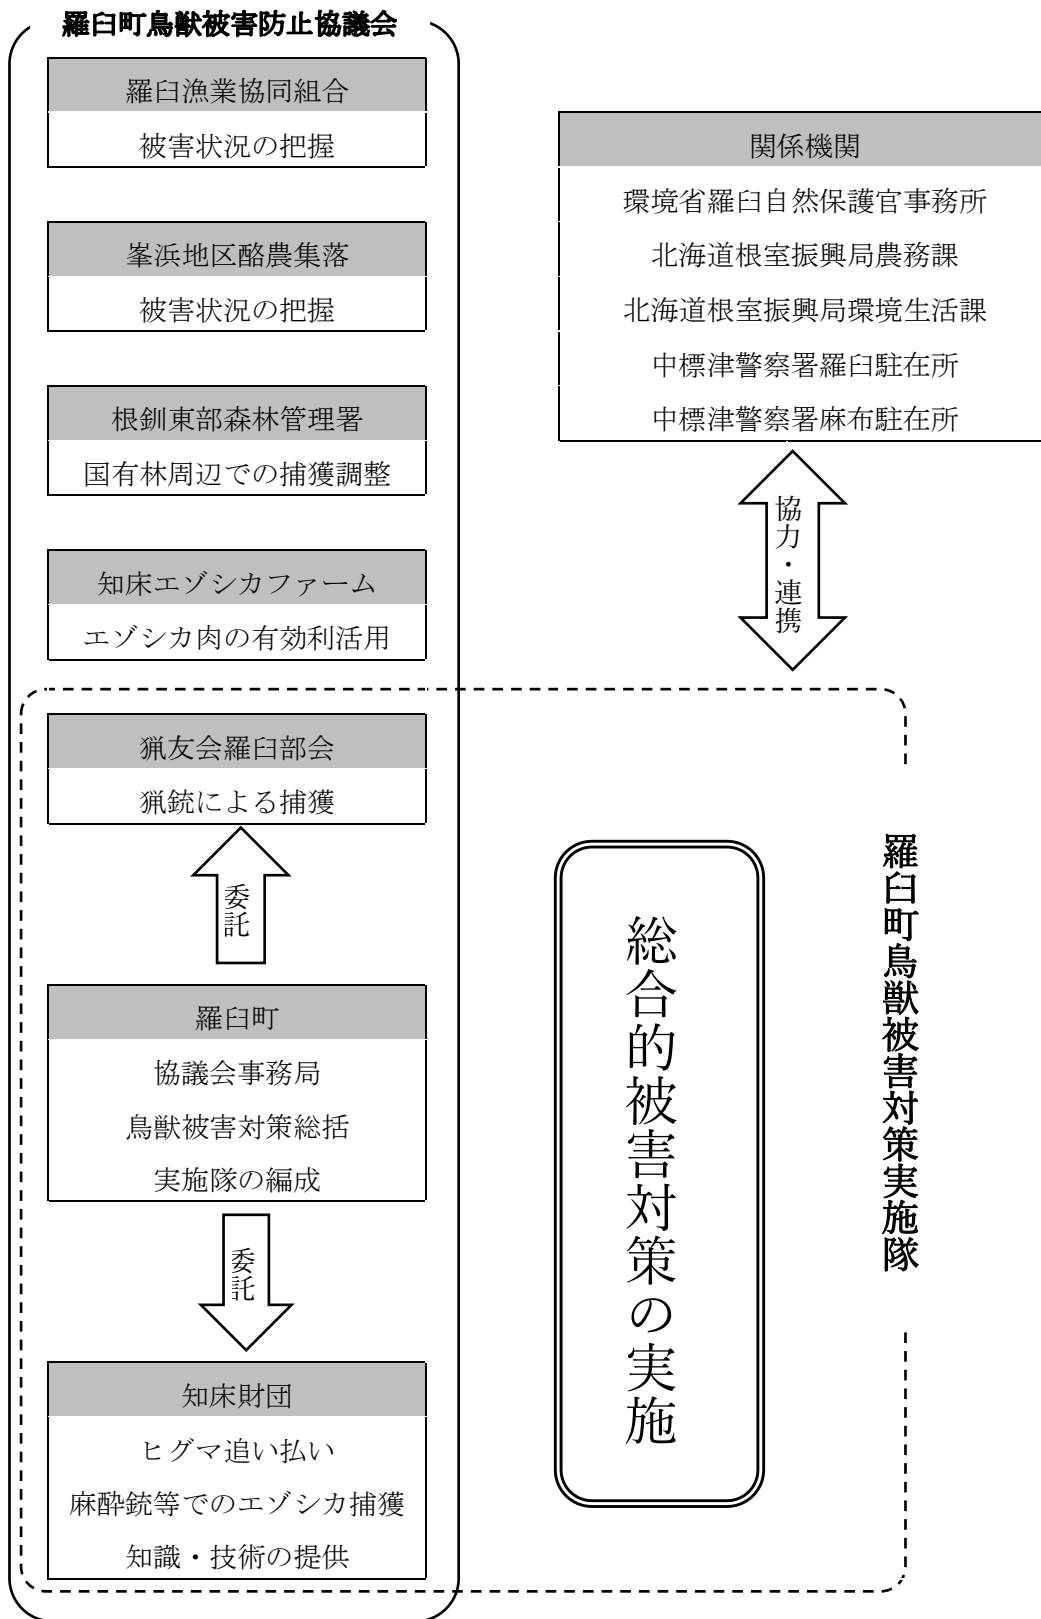 羅臼町鳥獣被害防止協議会
羅臼漁業協同組合
被害状況の把握
峯浜地区酪農集落
被害状況の把握
根釧東部森林管理署
国有林周辺での捕獲調整
知床エゾシカファーム
エゾシカ肉の有効利活用
猟友会羅臼部会
猟銃による捕獲
委託
羅臼町
協議会事務局
鳥獣被害対策総括
実施隊の編成
委託
知床財団
ヒグマ追い払い
麻酔銃等でのエゾシカ捕獲
知識・技術の提供
関係機関
環境省羅臼自然保護官事務所
北海道根室振興局農務課
北海道根室振興局環境生活課
中標津警察署羅臼駐在所
中標津警察署麻布駐在所
協力・連携
総合的被害対策の実施
羅臼町鳥獣被害対策実施隊